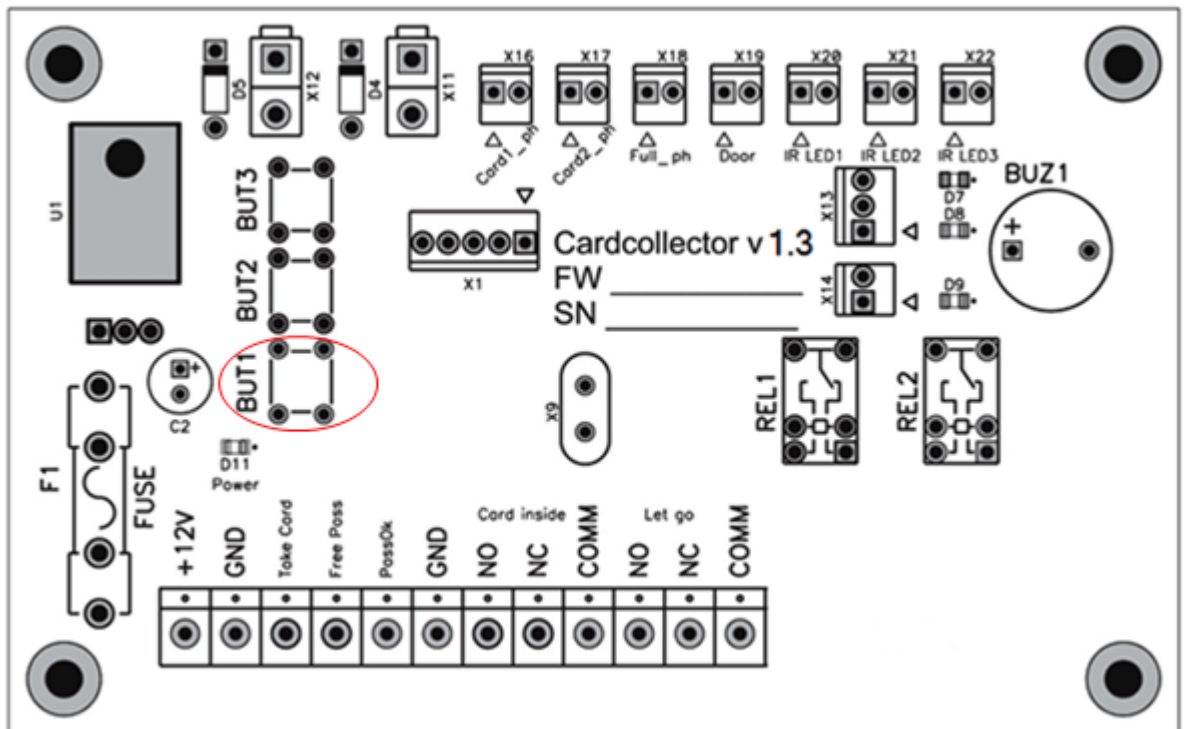 X16 X17 X18 X19 X20 X21 X22
D5 X12 D4 X11
Card1_ph Card2_ph Full_ph Door IR LED1 IR LED2 IR LED3
U1
BUT3
BUT2
BUT1
X1
Cardcollector v 1.3
FW
SN
X13
X14
D7
D8
D9
BUZ1
+
+
C2
X9
REL1
REL2
D11
Power
F1
FUSE
Card inside Let go
+12V GND Take Card Free Pass PassOk GND NO NC COMM NO NC COMM